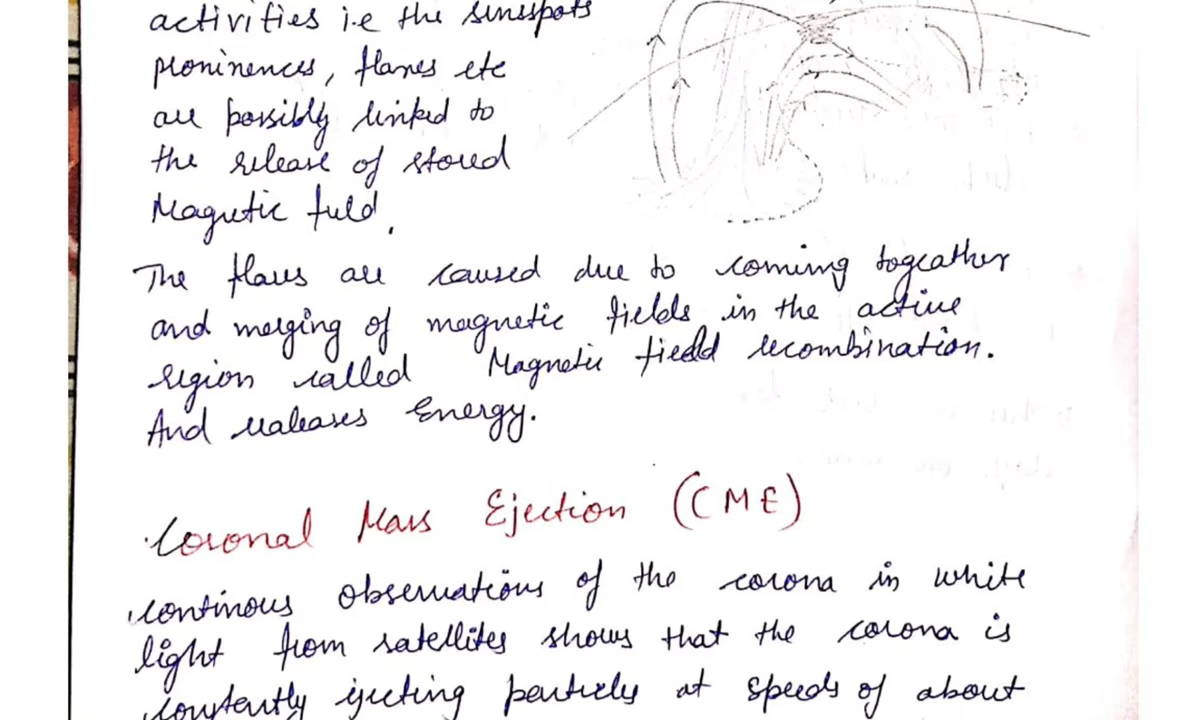 activities i.e the sunspots
prominences, flares etc
are possibly linked to
the release of stored
Magnetic field.
The flares are caused due to coming togeather
and merging of magnetic fields in the active
region called Magnetic field recombination.
And realeases Energy.
Coronal Mass Ejection (CME)
continous observations of the corona in white
light from satellites shows that the corona is
constently ejecting particles at speeds of about